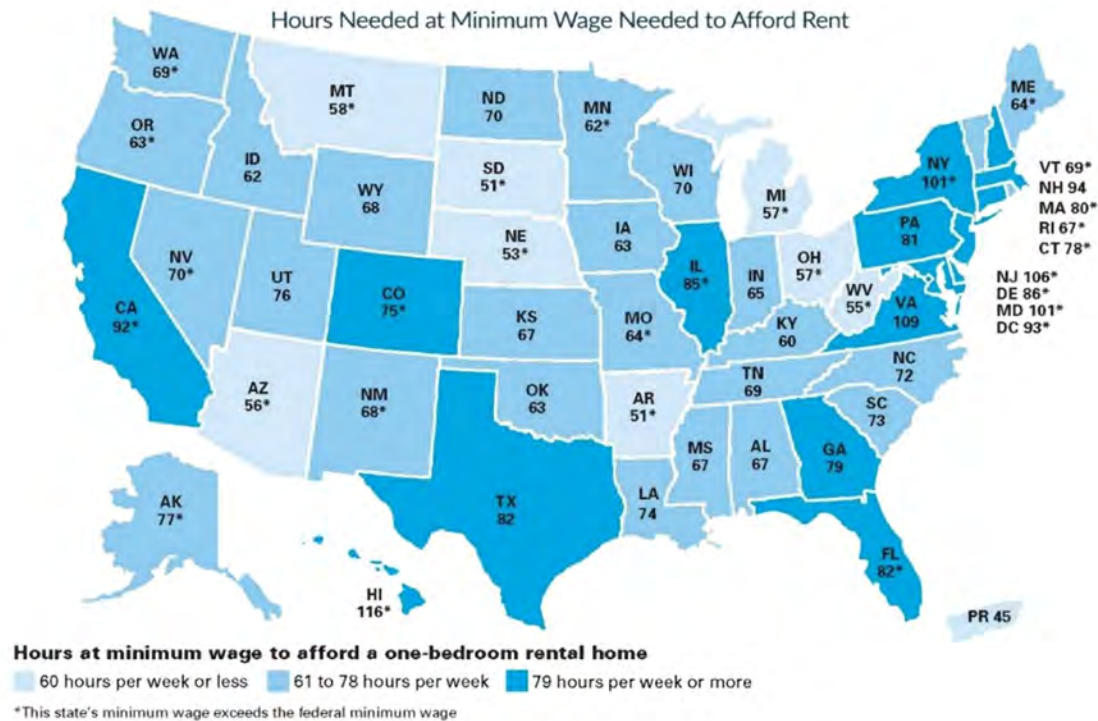 Hours Needed at Minimum Wage Needed to Afford Rent
WA
69*
MT
58*
ND
70
MN
62*
ME
64*
OR
63*
ID
62
SD
51*
WI
70
NY
101*
VT 69*
NH 94
MA 80*
RI 67*
CT 78*
WY
68
MI
57*
IA
63
PA
81
NE
53*
NV
70*
UT
76
IL
85*
IN
65
OH
57*
NJ 106*
DE 86*
MD 101*
DC 93*
CA
92*
CO
75*
WV
55*
VA
109
KS
67
MO
64*
KY
60
NC
72
TN
69
AZ
56*
NM
68*
OK
63
AR
51*
SC
73
MS
67
AL
67
GA
79
AK
77*
TX
82
LA
74
FL
82*
HI
116*
PR 45
Hours at minimum wage to afford a one-bedroom rental home
60 hours per week or less
61 to 78 hours per week
79 hours per week or more
*This state's minimum wage exceeds the federal minimum wage